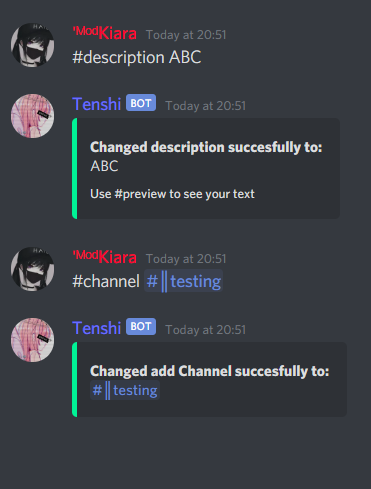 'ᴹᵒᵈKiara Today at 20:51
#description ABC
Tenshi BOT Today at 20:51
Changed description succesfully to:
ABC
Use #preview to see your text
'ᴹᵒᵈKiara Today at 20:51
#channel #║testing
Tenshi BOT Today at 20:51
Changed add Channel succesfully to:
#║testing